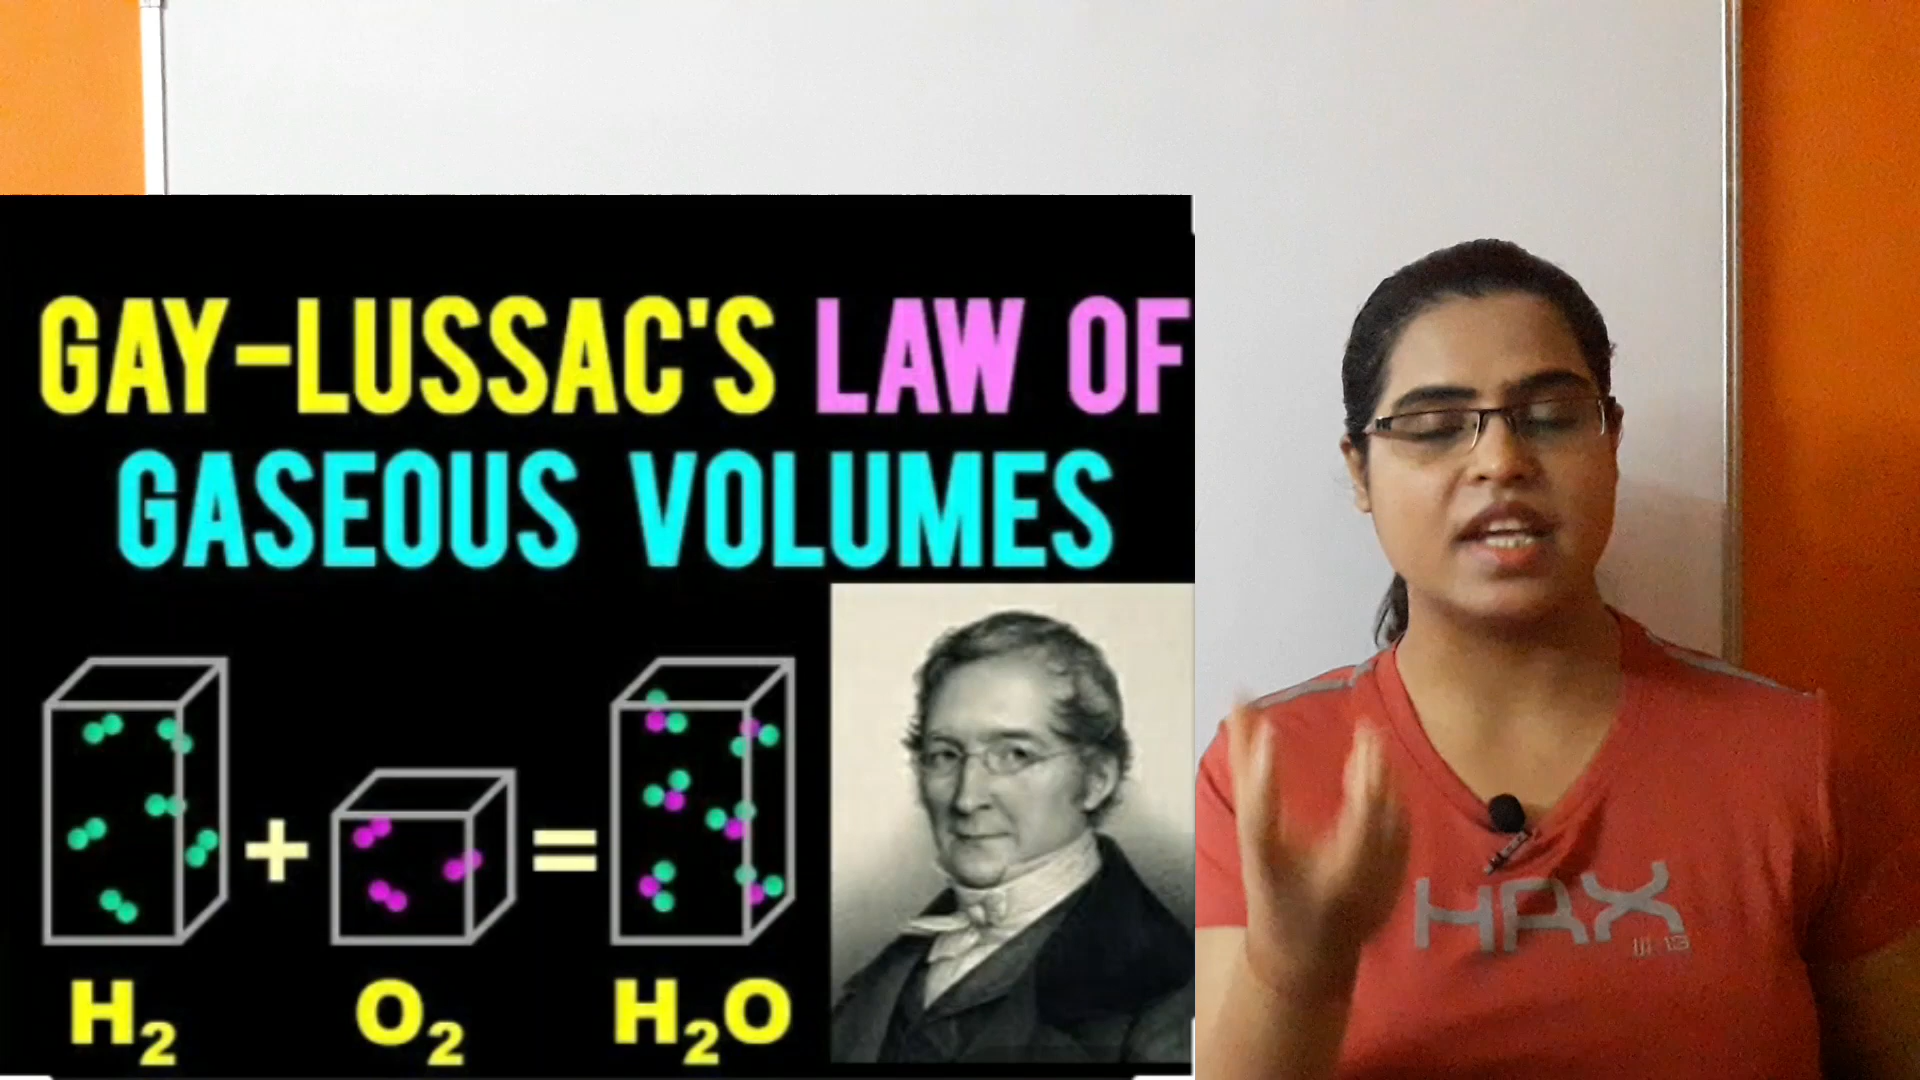 GAY-LUSSAC'S LAW OF
GASEOUS VOLUMES
+
=
H₂
O₂
H₂O
HRX